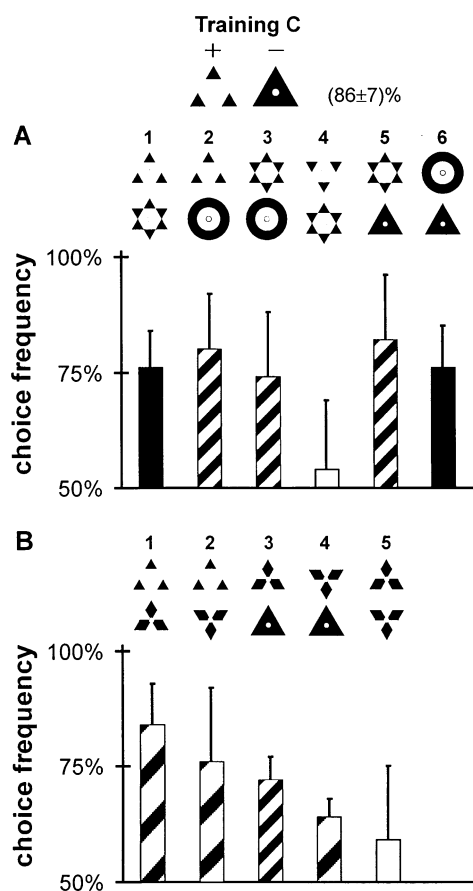 Training C
+ −
(86±7)%
A
1 2 3 4 5 6
100%
75%
50%
choice frequency
B
1 2 3 4 5
100%
75%
50%
choice frequency